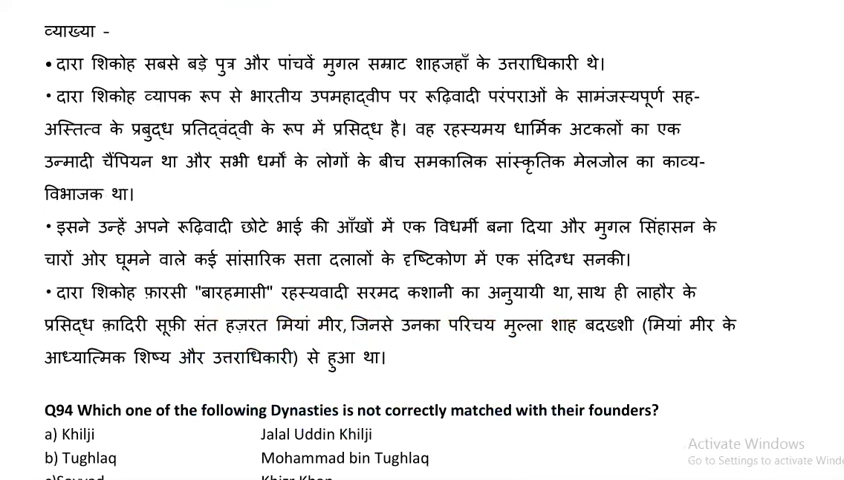 व्याख्या -
• दारा शिकोह सबसे बड़े पुत्र और पांचवें मुगल सम्राट शाहजहाँ के उत्तराधिकारी थे।
• दारा शिकोह व्यापक रूप से भारतीय उपमहाद्वीप पर रूढ़िवादी परंपराओं के सामंजस्यपूर्ण सह-
अस्तित्व के प्रबुद्ध प्रतिद्वंद्वी के रूप में प्रसिद्ध है। वह रहस्यमय धार्मिक अटकलों का एक
उन्मादी चैंपियन था और सभी धर्मों के लोगों के बीच समकालिक सांस्कृतिक मेलजोल का काव्य-
विभाजक था।
• इसने उन्हें अपने रूढ़िवादी छोटे भाई की आँखों में एक विधर्मी बना दिया और मुगल सिंहासन के
चारों ओर घूमने वाले कई सांसारिक सत्ता दलालों के दृष्टिकोण में एक संदिग्ध सनकी।
• दारा शिकोह फ़ारसी "बारहमासी" रहस्यवादी सरमद कशानी का अनुयायी था, साथ ही लाहौर के
प्रसिद्ध क़ादिरी सूफ़ी संत हज़रत मियां मीर, जिनसे उनका परिचय मुल्ला शाह बदख्शी (मियां मीर के
आध्यात्मिक शिष्य और उत्तराधिकारी) से हुआ था।
Q94 Which one of the following Dynasties is not correctly matched with their founders?
a) Khilji Jalal Uddin Khilji
b) Tughlaq Mohammad bin Tughlaq
c)Sayyad Khizr Khan
Activate Windows
Go to Settings to activate Winde